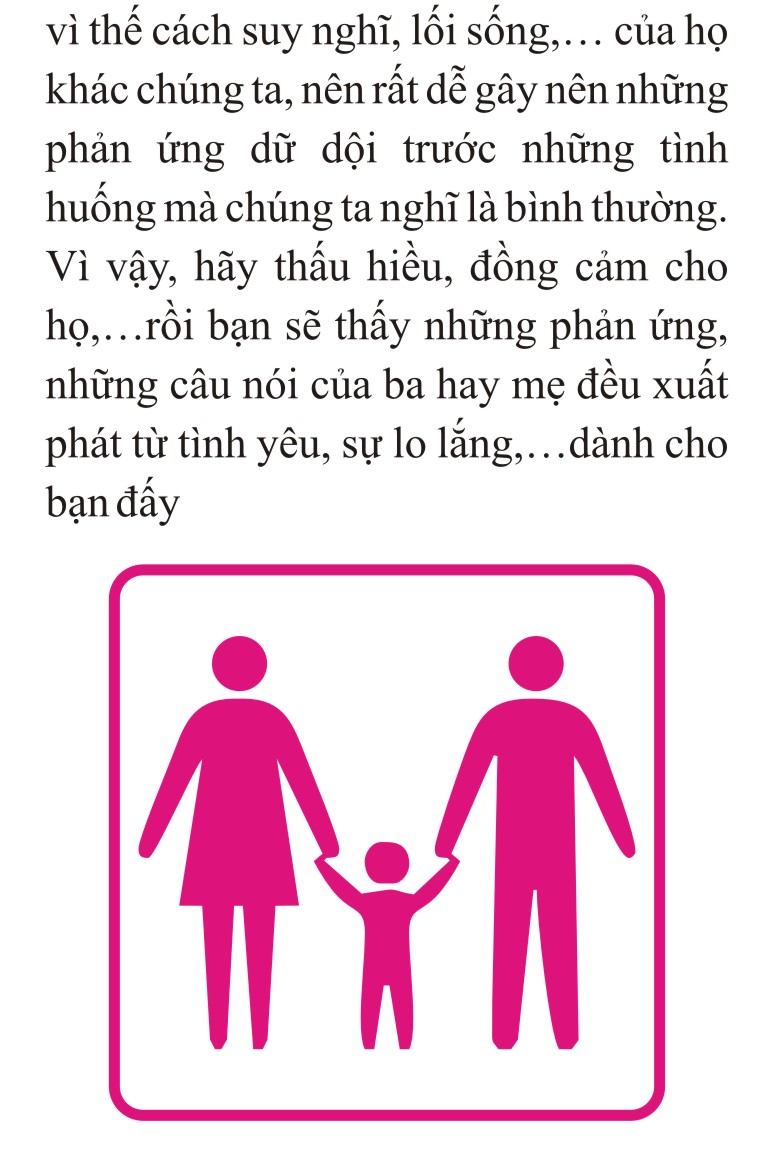 vì thế cách suy nghĩ, lối sống,… của họ
khác chúng ta, nên rất dễ gây nên những
phản ứng dữ dội trước những tình
huống mà chúng ta nghĩ là bình thường.
Vì vậy, hãy thấu hiều, đồng cảm cho
họ,…rồi bạn sẽ thấy những phản ứng,
những câu nói của ba hay mẹ đều xuất
phát từ tình yêu, sự lo lắng,…dành cho
bạn đấy